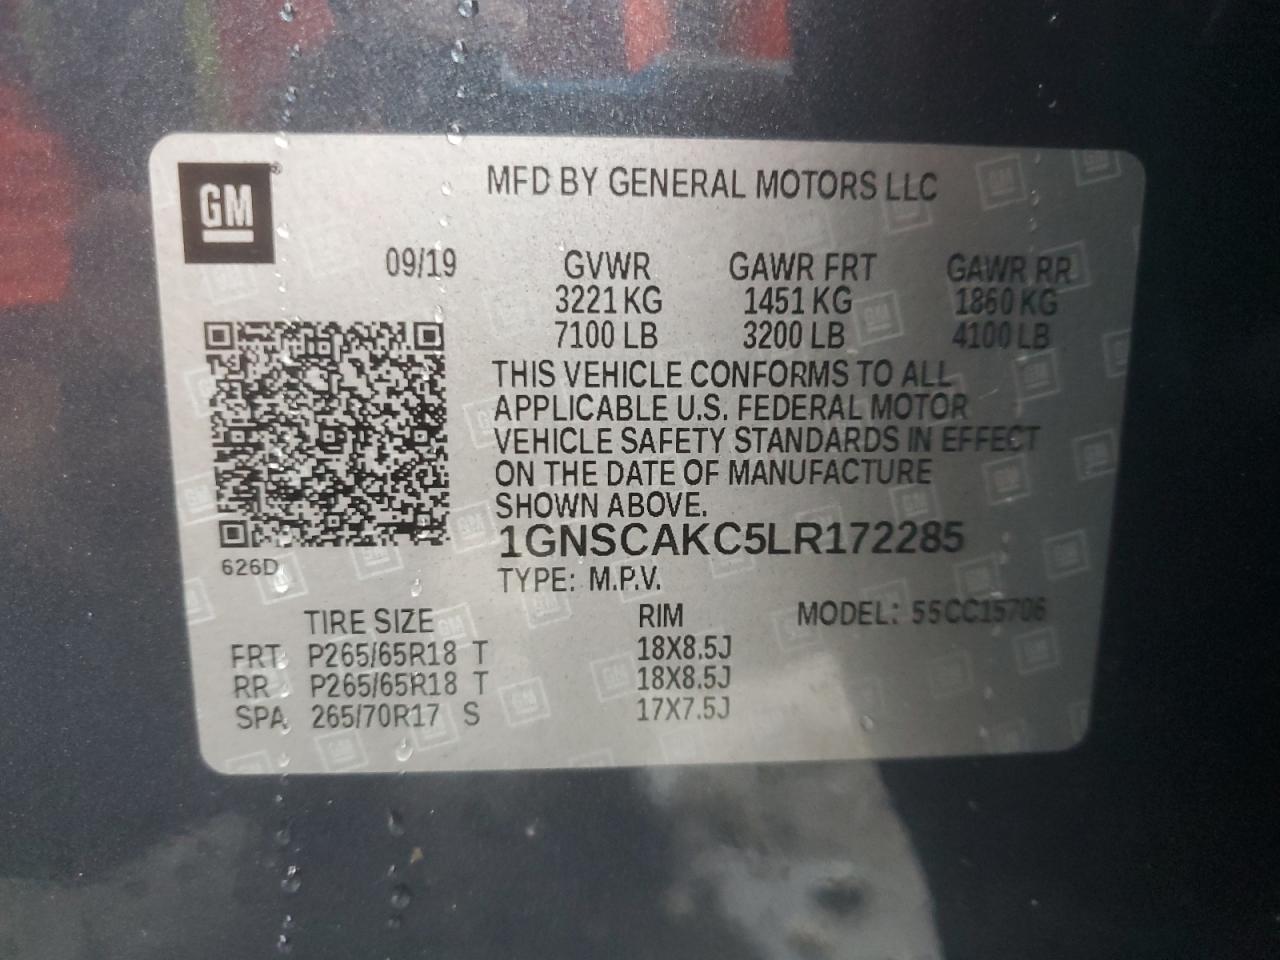 GM
MFD BY GENERAL MOTORS LLC
09/19 GVWR GAWR FRT GAWR RR
3221 KG 1451 KG 1860 KG
7100 LB 3200 LB 4100 LB
THIS VEHICLE CONFORMS TO ALL
APPLICABLE U.S. FEDERAL MOTOR
VEHICLE SAFETY STANDARDS IN EFFECT
ON THE DATE OF MANUFACTURE
SHOWN ABOVE.
1GNSCAKC5LR172285
626D
TYPE: M.P.V.
TIRE SIZE RIM MODEL: 55CC15706
FRT P265/65R18 T 18X8.5J
RR P265/65R18 T 18X8.5J
SPA 265/70R17 S 17X7.5J